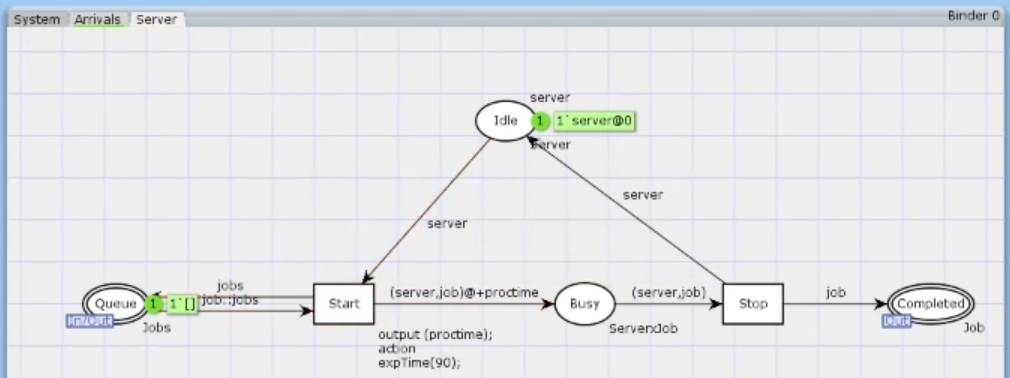 System Arrivals Server Binder 0
server
Idle 1 1`server@0
Server
server
server
jobs
(server,job)@+proctime
(server,job)
job
Queue 1 1`[] job::jobs
Start
Busy
Stop
Completed
In/Out
Jobs
ServerxJob
Out
Job
output (proctime);
action
expTime(90);